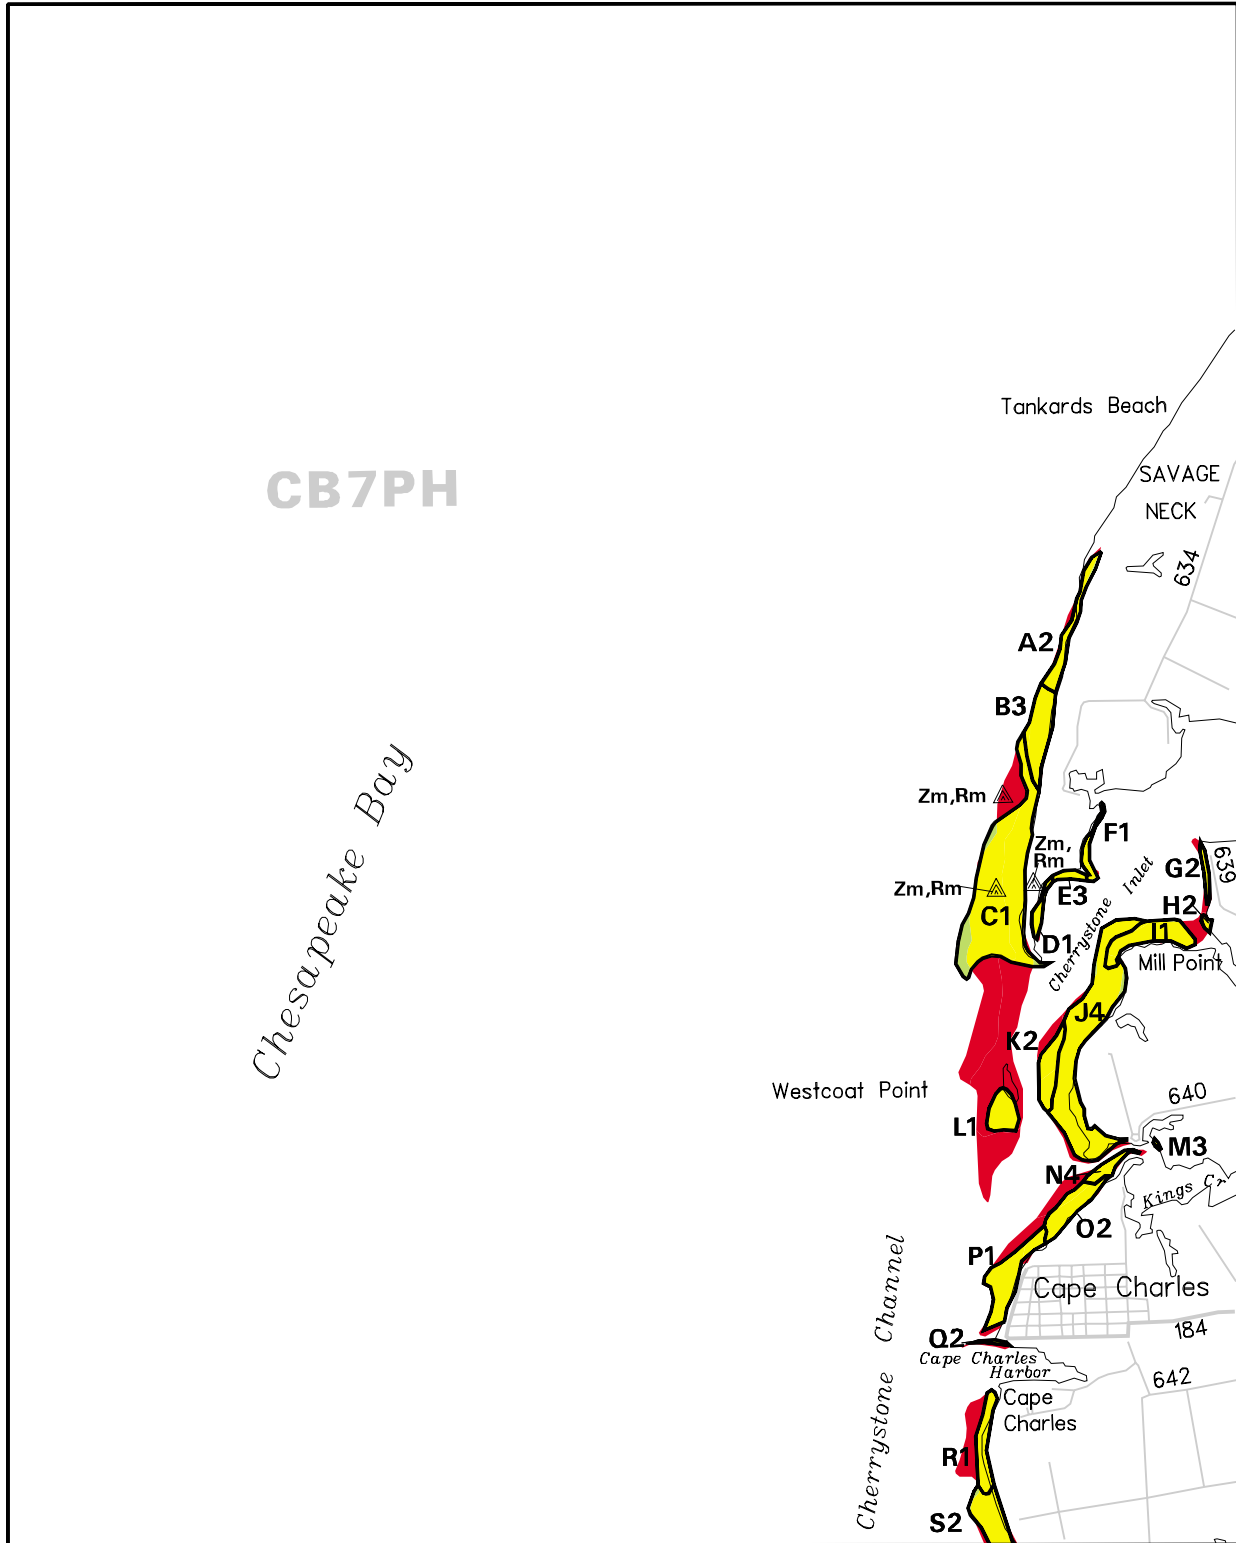 Tankards Beach
SAVAGE
NECK
CB7PH
634
A2
B3
Chesapeake Bay
Zm,Rm
F1
Zm,
Rm
639
G2
Zm,Rm
E3
H2
C1
I1
D1
Cherrystone Inlet
Mill Point
J4
K2
Westcoat Point
640
L1
M3
N4
Kings Cr
O2
P1
Cape Charles
184
Q2
Cape Charles
Harbor
642
Cherrystone Channel
Cape
Charles
R1
S2